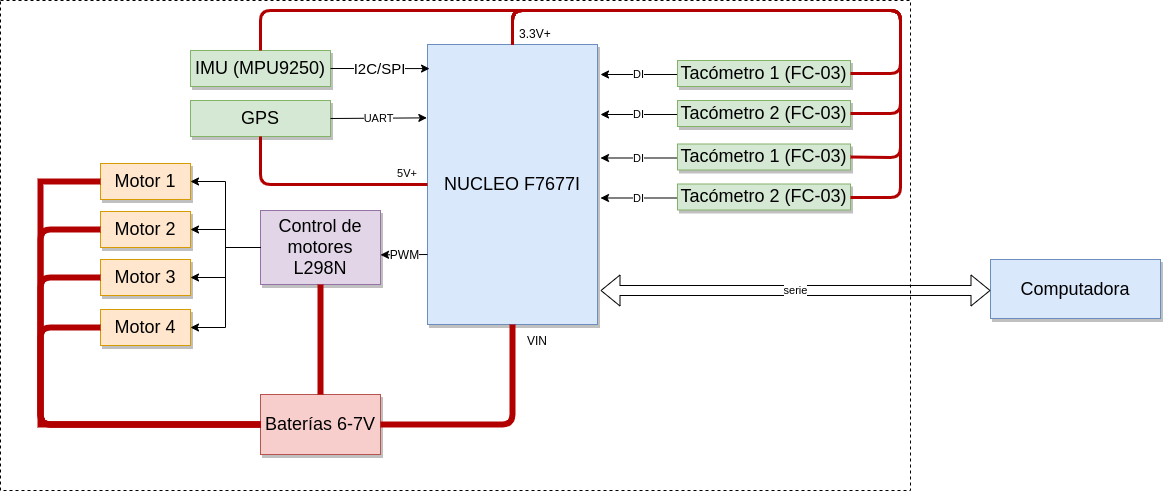 3.3V+
IMU (MPU9250)
I2C/SPI
DI
Tacómetro 1 (FC-03)
GPS
UART
DI
Tacómetro 2 (FC-03)
DI
Tacómetro 1 (FC-03)
5V+
NUCLEO F7677I
DI
Tacómetro 2 (FC-03)
Motor 1
Motor 2
Motor 3
Motor 4
Control de
motores
L298N
PWM
serie
Computadora
VIN
Baterías 6-7V